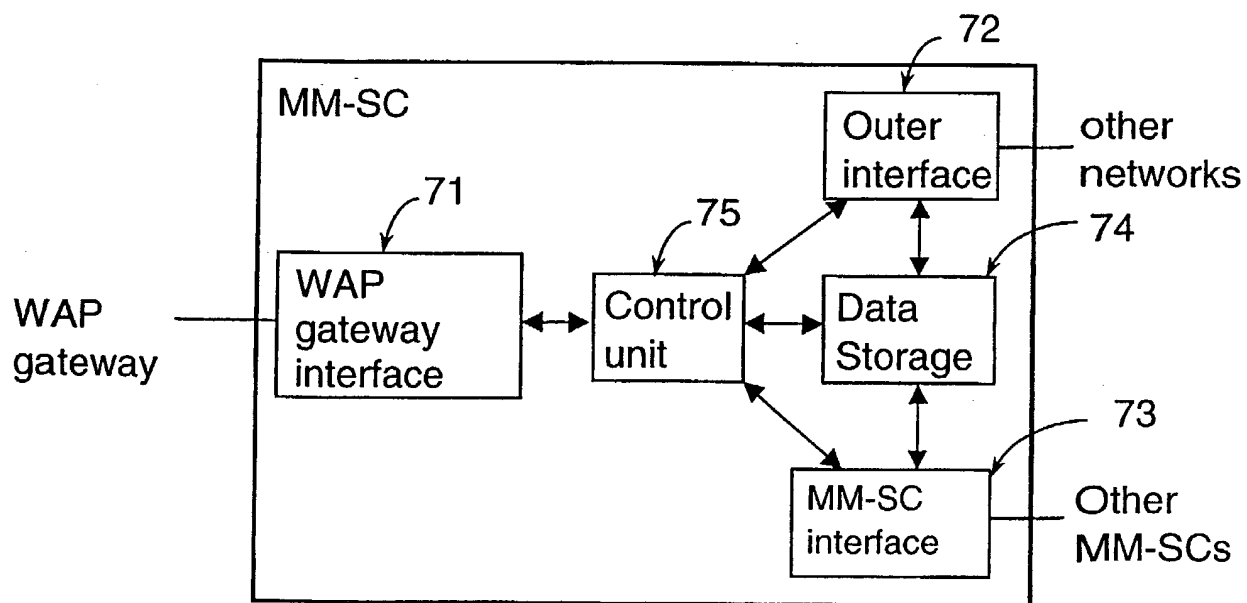 72
MM-SC
Outer
interface
other
networks
71
75
74
WAP
gateway
WAP
gateway
interface
Control
unit
Data
Storage
73
MM-SC
interface
Other
MM-SCs